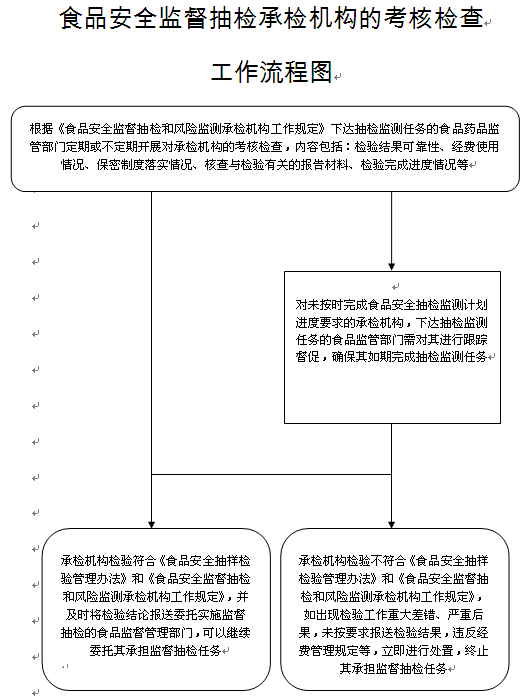 食品安全监督抽检承检机构的考核检查
工作流程图
根据《食品安全监督抽检和风险监测承检机构工作规定》下达抽检监测任务的食品药品监
管部门定期或不定期开展对承检机构的考核检查，内容包括：检验结果可靠性、经费使用
情况、保密制度落实情况、核查与检验有关的报告材料、检验完成进度情况等
对未按时完成食品安全抽检监测计划
进度要求的承检机构，下达抽检监测
任务的食品监管部门需对其进行跟踪
督促，确保其如期完成抽检监测任务
承检机构检验符合《食品安全抽样检
验管理办法》和《食品安全监督抽检
和风险监测承检机构工作规定》，并
及时将检验结论报送委托实施监督
抽检的食品监督管理部门，可以继续
委托其承担监督抽检任务
承检机构检验不符合《食品安全抽样
检验管理办法》和《食品安全监督抽
检和风险监测承检机构工作规定》，
如出现检验工作重大差错、严重后
果，未按要求报送检验结果，违反经
费管理规定等，立即进行处置，终止
其承担监督抽检任务